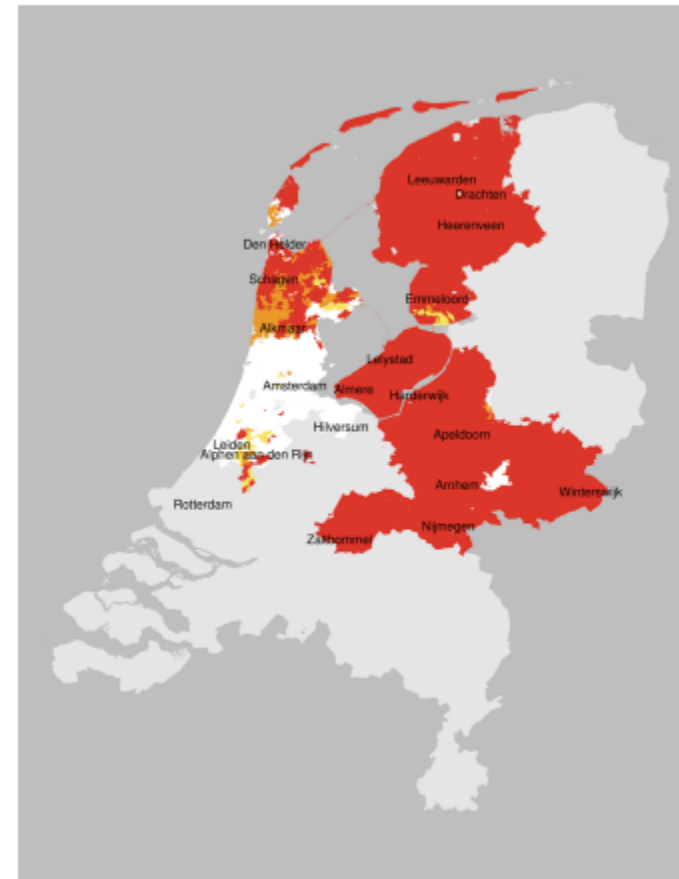 Leeuwarden
Drachten
Heerenveen
Den Helder
Schagen
Emmeloord
Alkmaar
Lelystad
Amsterdam
Almere
Harderwijk
Hilversum
Apeldoorn
Leiden
Alphen aan den Rijn
Arnhem
Winterswijk
Rotterdam
Nijmegen
Zaltbommel